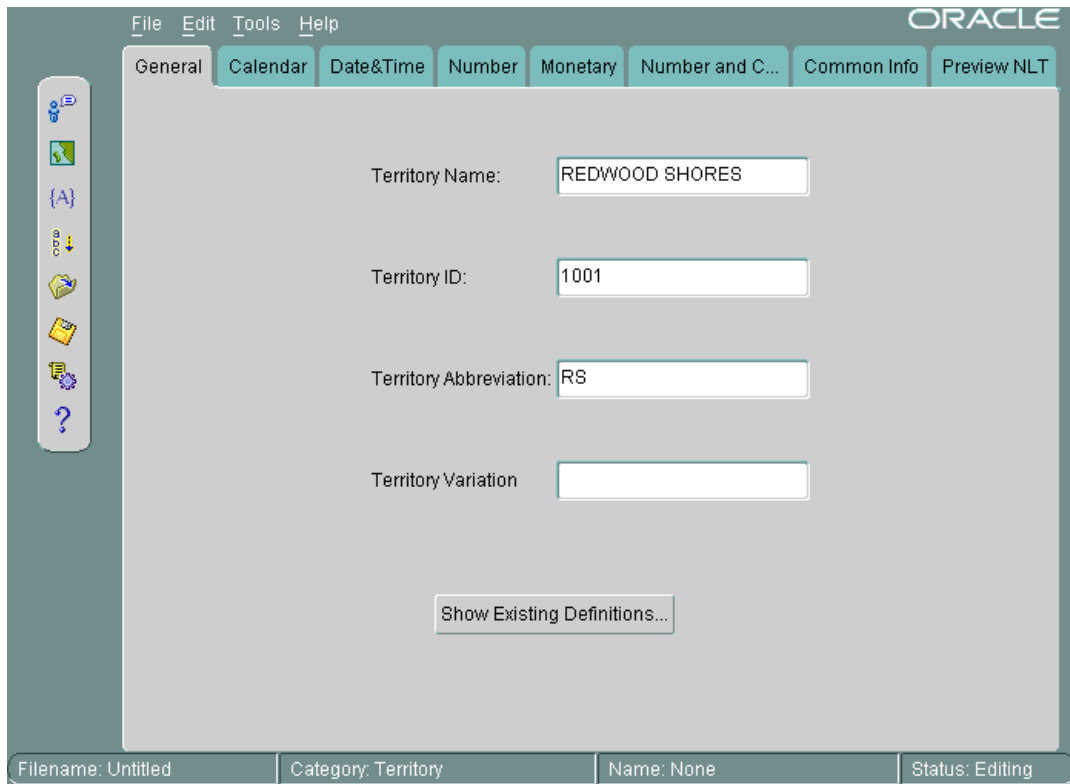 File Edit Tools Help
ORACLE
General Calendar Date&Time Number Monetary Number and C... Common Info Preview NLT
{A}
a
b
c
?
Territory Name: REDWOOD SHORES
Territory ID: 1001
Territory Abbreviation: RS
Territory Variation
Show Existing Definitions...
Filename: Untitled Category: Territory Name: None Status: Editing